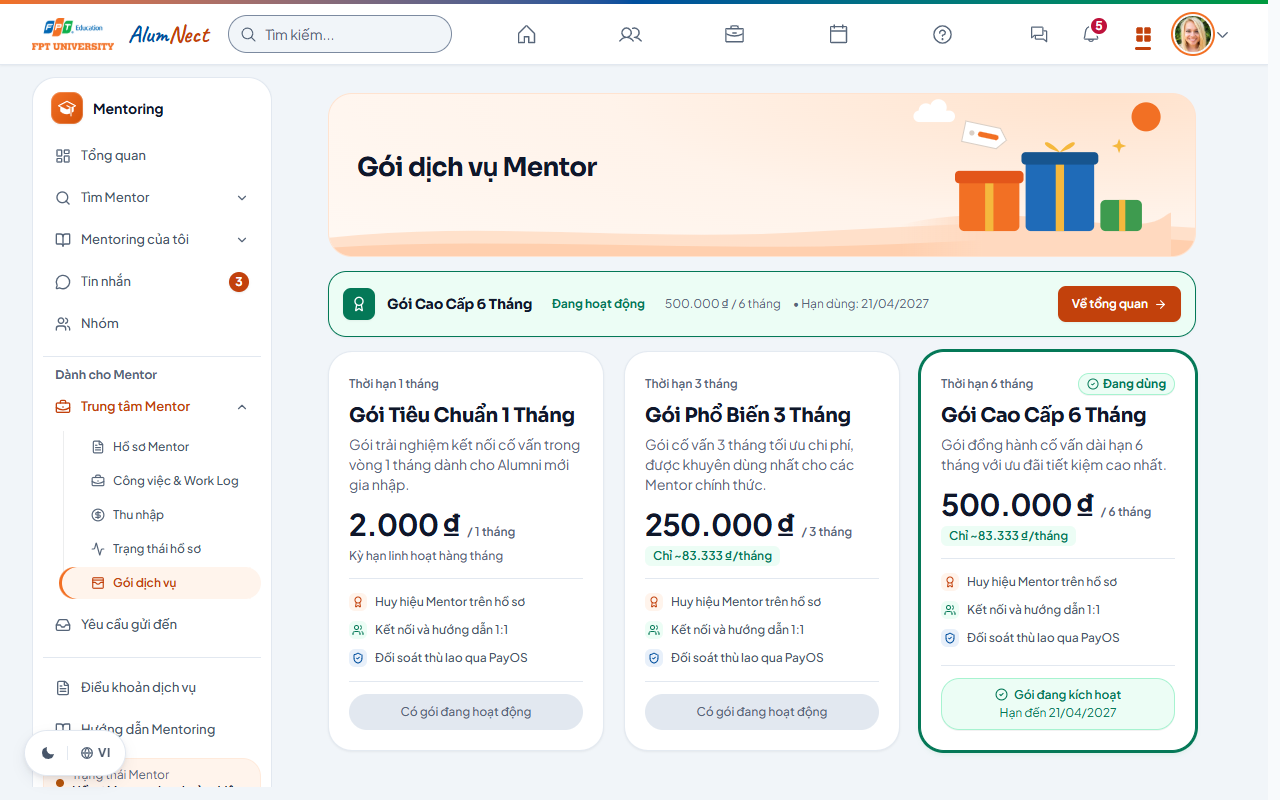 FPT Education
FPT UNIVERSITY
AlumNect
Tìm kiếm...
5
Mentoring
Tổng quan
Tìm Mentor
Mentoring của tôi
Tin nhắn
3
Nhóm
Dành cho Mentor
Trung tâm Mentor
Hồ sơ Mentor
Công việc & Work Log
Thu nhập
Trạng thái hồ sơ
Gói dịch vụ
Yêu cầu gửi đến
Điều khoản dịch vụ
Hướng dẫn Mentoring
VI
Trạng thái Mentor
Gói dịch vụ Mentor
Gói Cao Cấp 6 Tháng
Đang hoạt động
500.000 ₫ / 6 tháng
• Hạn dùng: 21/04/2027
Về tổng quan →
Thời hạn 1 tháng
Gói Tiêu Chuẩn 1 Tháng
Gói trải nghiệm kết nối cố vấn trong
vòng 1 tháng dành cho Alumni mới
gia nhập.
2.000 ₫ / 1 tháng
Kỳ hạn linh hoạt hàng tháng
Huy hiệu Mentor trên hồ sơ
Kết nối và hướng dẫn 1:1
Đối soát thù lao qua PayOS
Có gói đang hoạt động
Thời hạn 3 tháng
Gói Phổ Biến 3 Tháng
Gói cố vấn 3 tháng tối ưu chi phí,
được khuyên dùng nhất cho các
Mentor chính thức.
250.000 ₫ / 3 tháng
Chỉ ~83.333 ₫/tháng
Huy hiệu Mentor trên hồ sơ
Kết nối và hướng dẫn 1:1
Đối soát thù lao qua PayOS
Có gói đang hoạt động
Thời hạn 6 tháng
Đang dùng
Gói Cao Cấp 6 Tháng
Gói đồng hành cố vấn dài hạn 6
tháng với ưu đãi tiết kiệm cao nhất.
500.000 ₫ / 6 tháng
Chỉ ~83.333 ₫/tháng
Huy hiệu Mentor trên hồ sơ
Kết nối và hướng dẫn 1:1
Đối soát thù lao qua PayOS
Gói đang kích hoạt
Hạn đến 21/04/2027